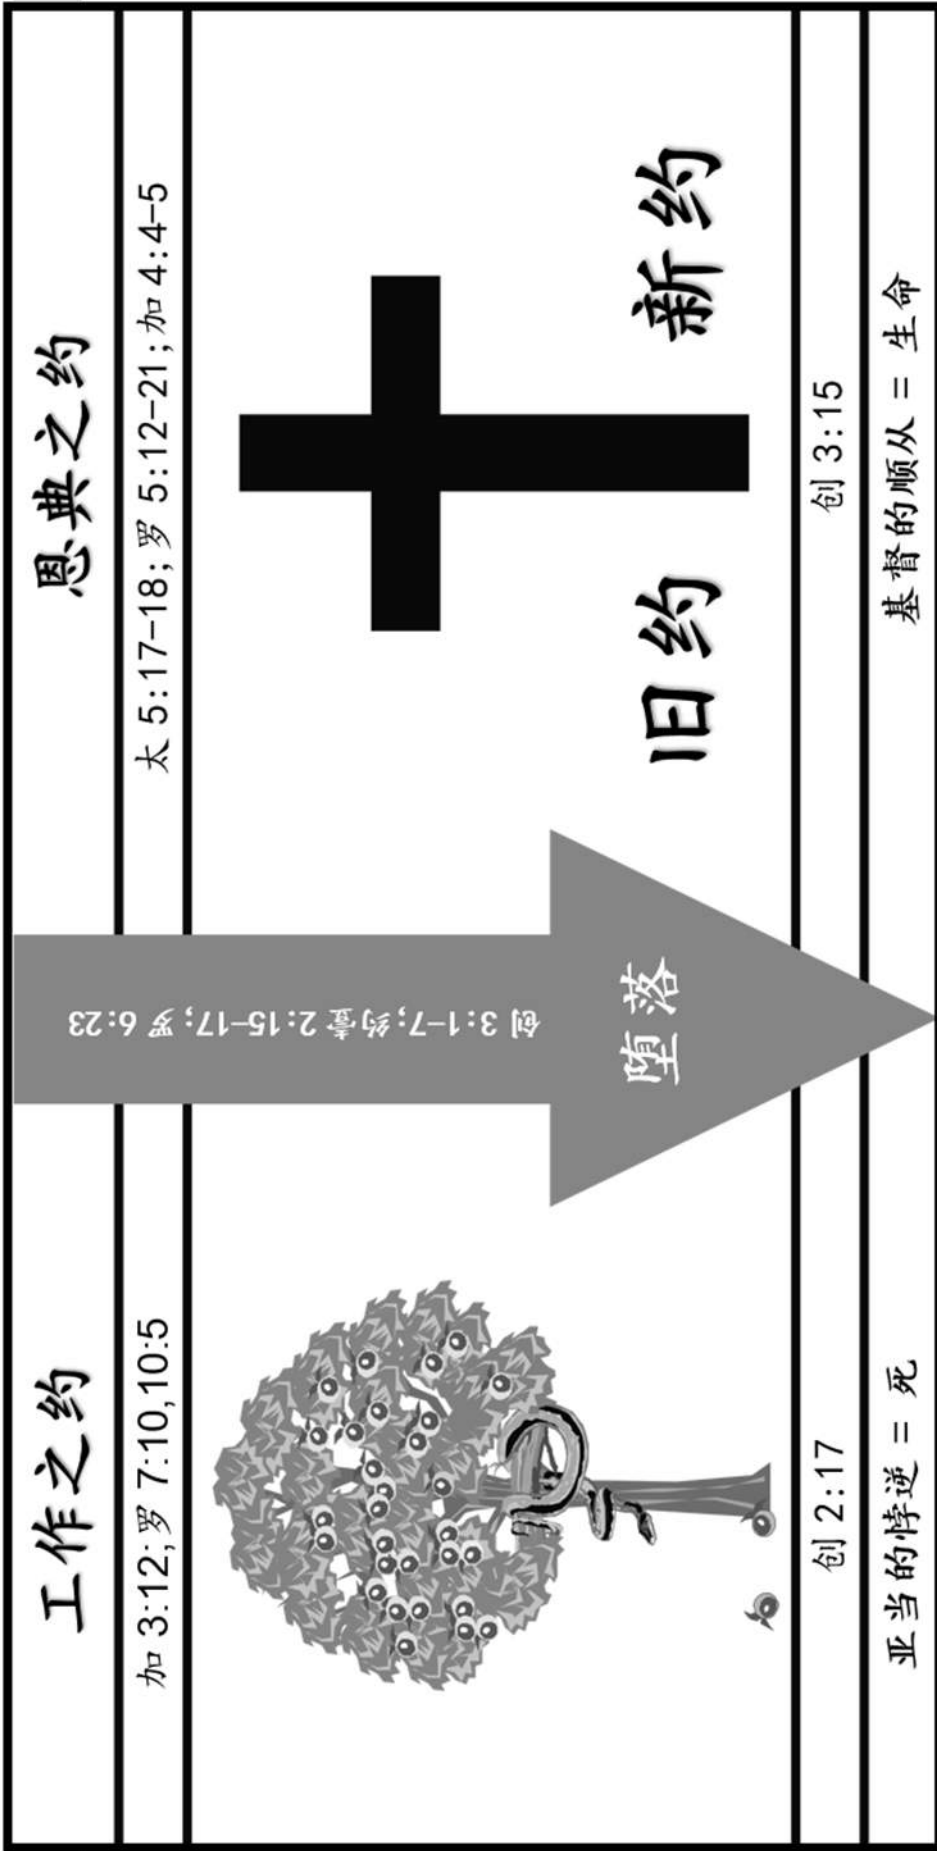 工作之约
恩典之约
加 3:12;罗 7:10,10:5
太 5:17-18;罗 5:12-21;加 4:4-5
创 3:1-7;约壹 2:15-17;罗 6:23
堕落
旧约
新约
创 2:17
创 3:15
亚当的悖逆 = 死
基督的顺从 = 生命